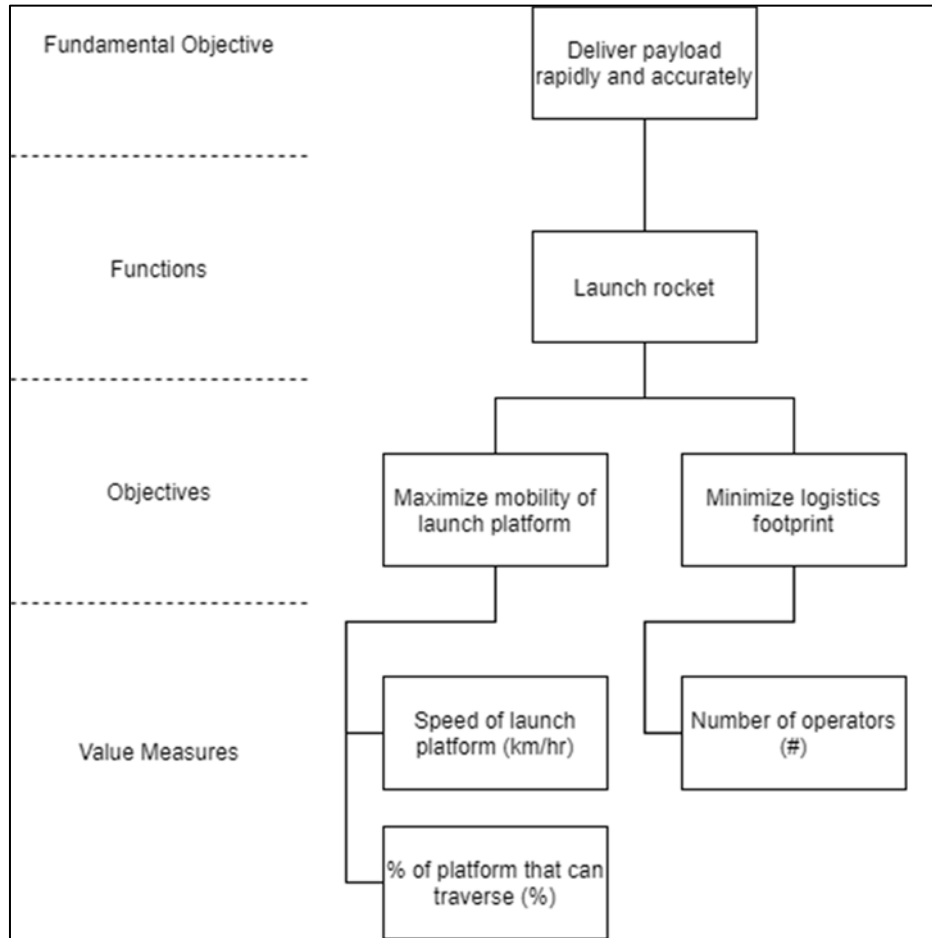 Fundamental Objective
Deliver payload
rapidly and accurately
Functions
Launch rocket
Objectives
Maximize mobility of
launch platform
Minimize logistics
footprint
Value Measures
Speed of launch
platform (km/hr)
Number of operators
(#)
% of platform that can
traverse (%)